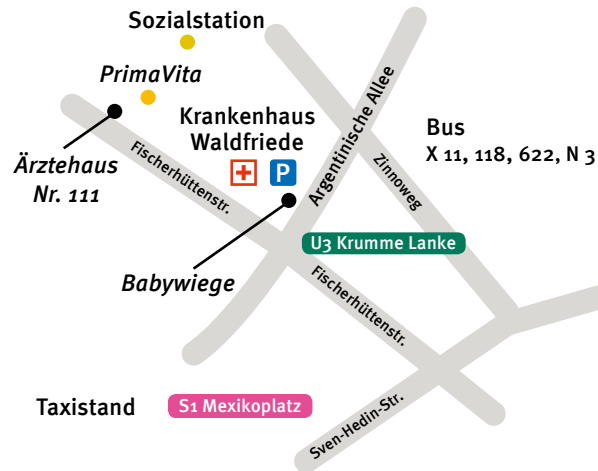 Sozialstation
PrimaVita
Krankenhaus
Waldfriede
P
Ärztehaus
Nr. 111
Fischerhüttenstr.
Argentinische Allee
Zinnoweg
Bus
X 11, 118, 622, N 3
U3 Krumme Lanke
Babywiege
Fischerhüttenstr.
Taxistand
S1 Mexikoplatz
Sven-Hedin-Str.